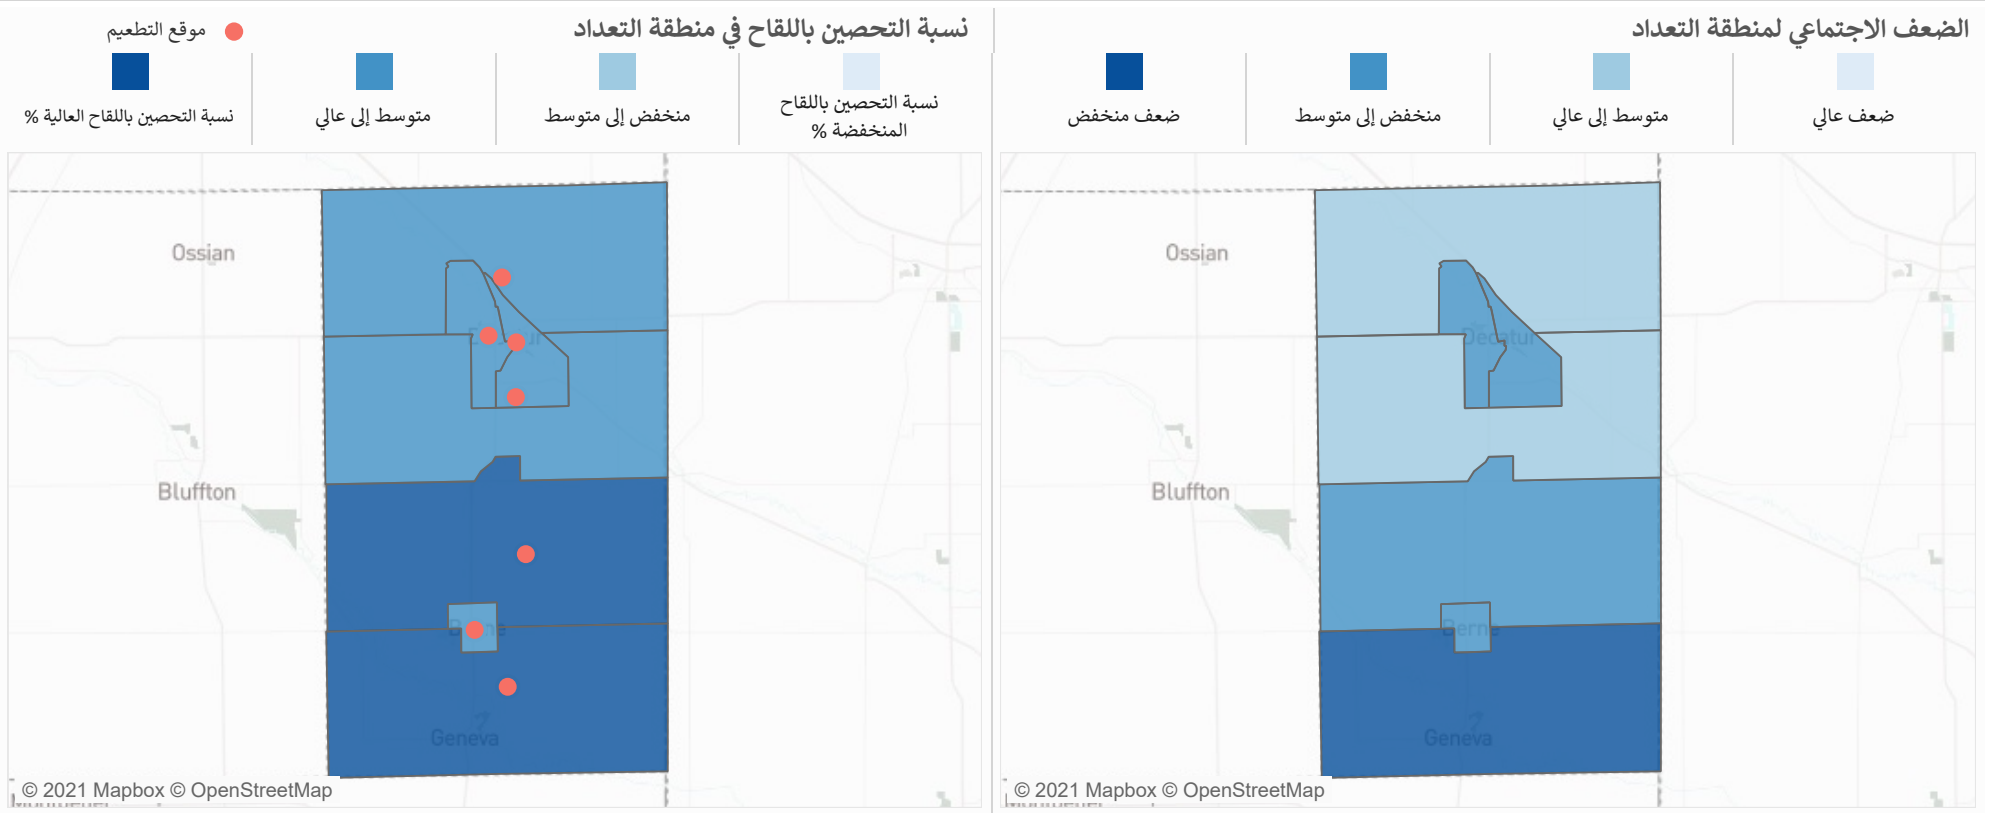 الضعف الاجتماعي لمنطقة التعداد
ضعف عالي
متوسط إلى عالي
منخفض إلى متوسط
ضعف منخفض
Ossian
Decatur
Bluffton
Berne
Geneva
© 2021 Mapbox © OpenStreetMap
نسبة التحصين باللقاح في منطقة التعداد
موقع التطعيم
نسبة التحصين باللقاح
المنخفضة %
منخفض إلى متوسط
متوسط إلى عالي
نسبة التحصين باللقاح العالية %
Ossian
Bluffton
Geneva
© 2021 Mapbox © OpenStreetMap